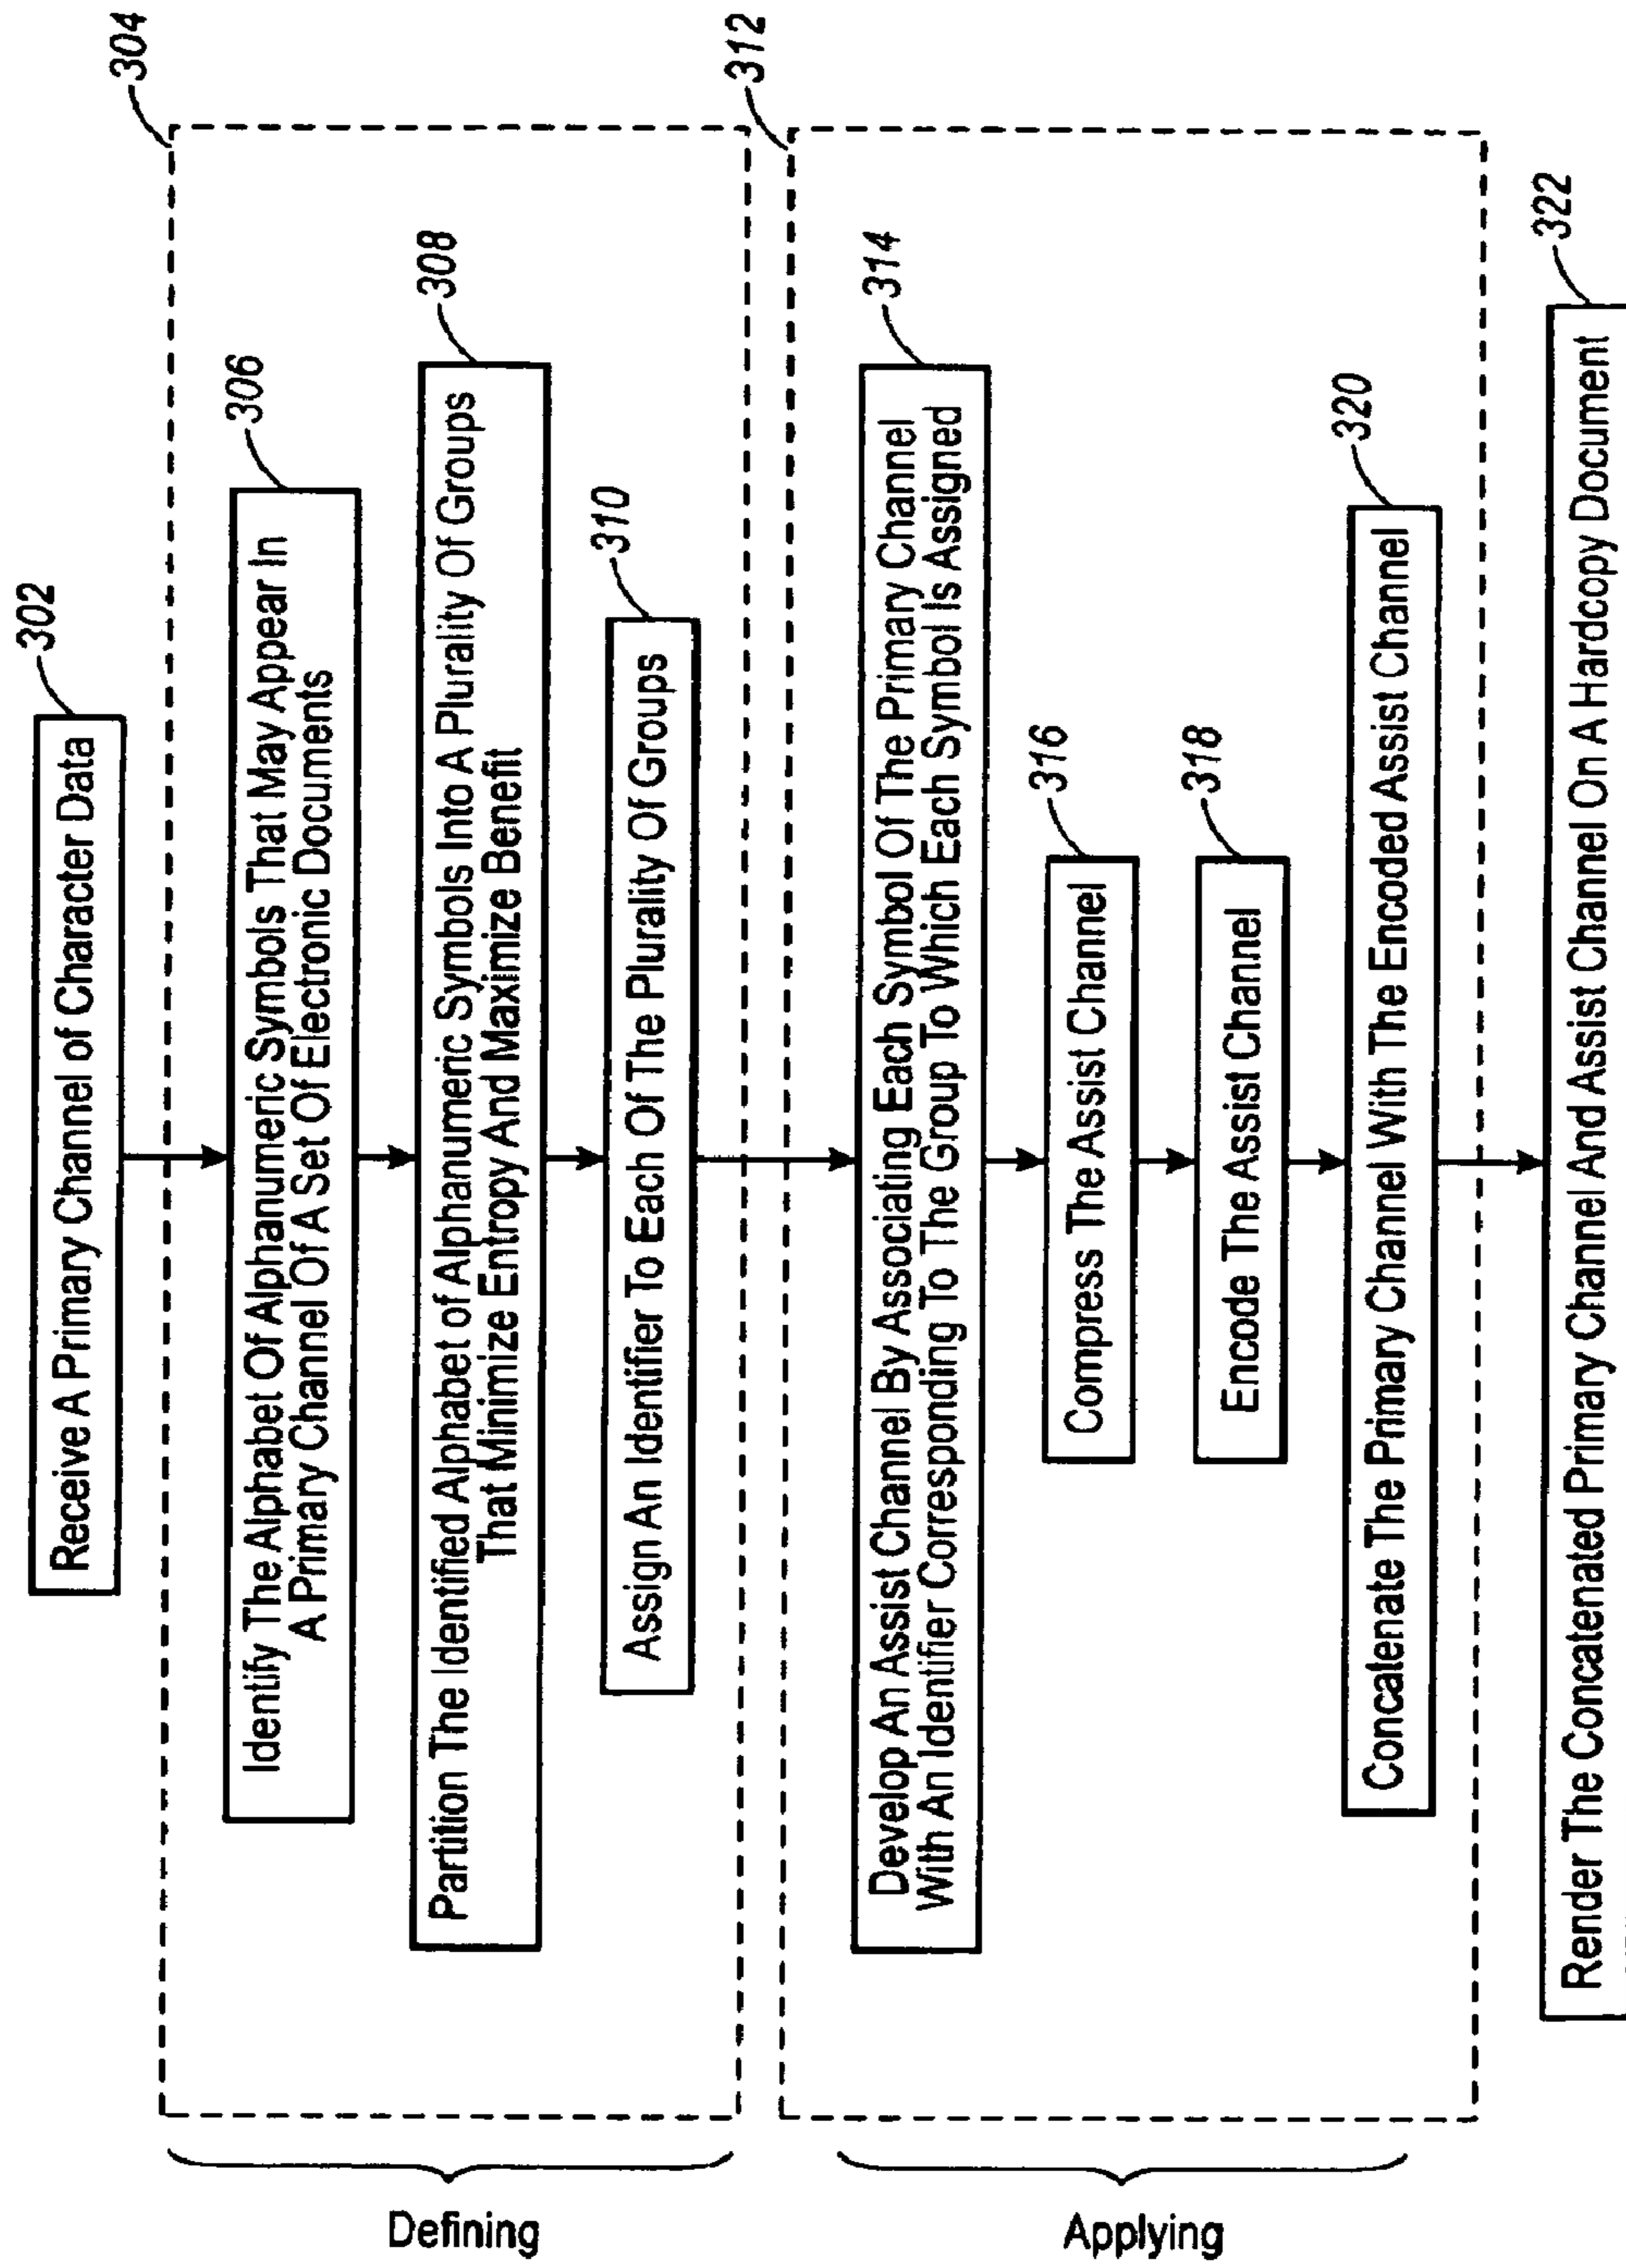 Receive A Primary Channel of Character Data
302
304
Defining
Identify The Alphabet Of Alphanumeric Symbols That May Appear In
A Primary Channel Of A Set Of Electronic Documents
306
Partition The Identified Alphabet of Alphanumeric Symbols Into A Plurality Of Groups
That Minimize Entropy And Maximize Benefit
308
Assign An Identifier To Each Of The Plurality Of Groups
310
312
Applying
Develop An Assist Channel By Associating Each Symbol Of The Primary Channel
With An Identifier Corresponding To The Group To Which Each Symbol Is Assigned
314
Compress The Assist Channel
316
Encode The Assist Channel
318
Concatenate The Primary Channel With The Encoded Assist Channel
320
Render The Concatenated Primary Channel And Assist Channel On A Hardcopy Document
322